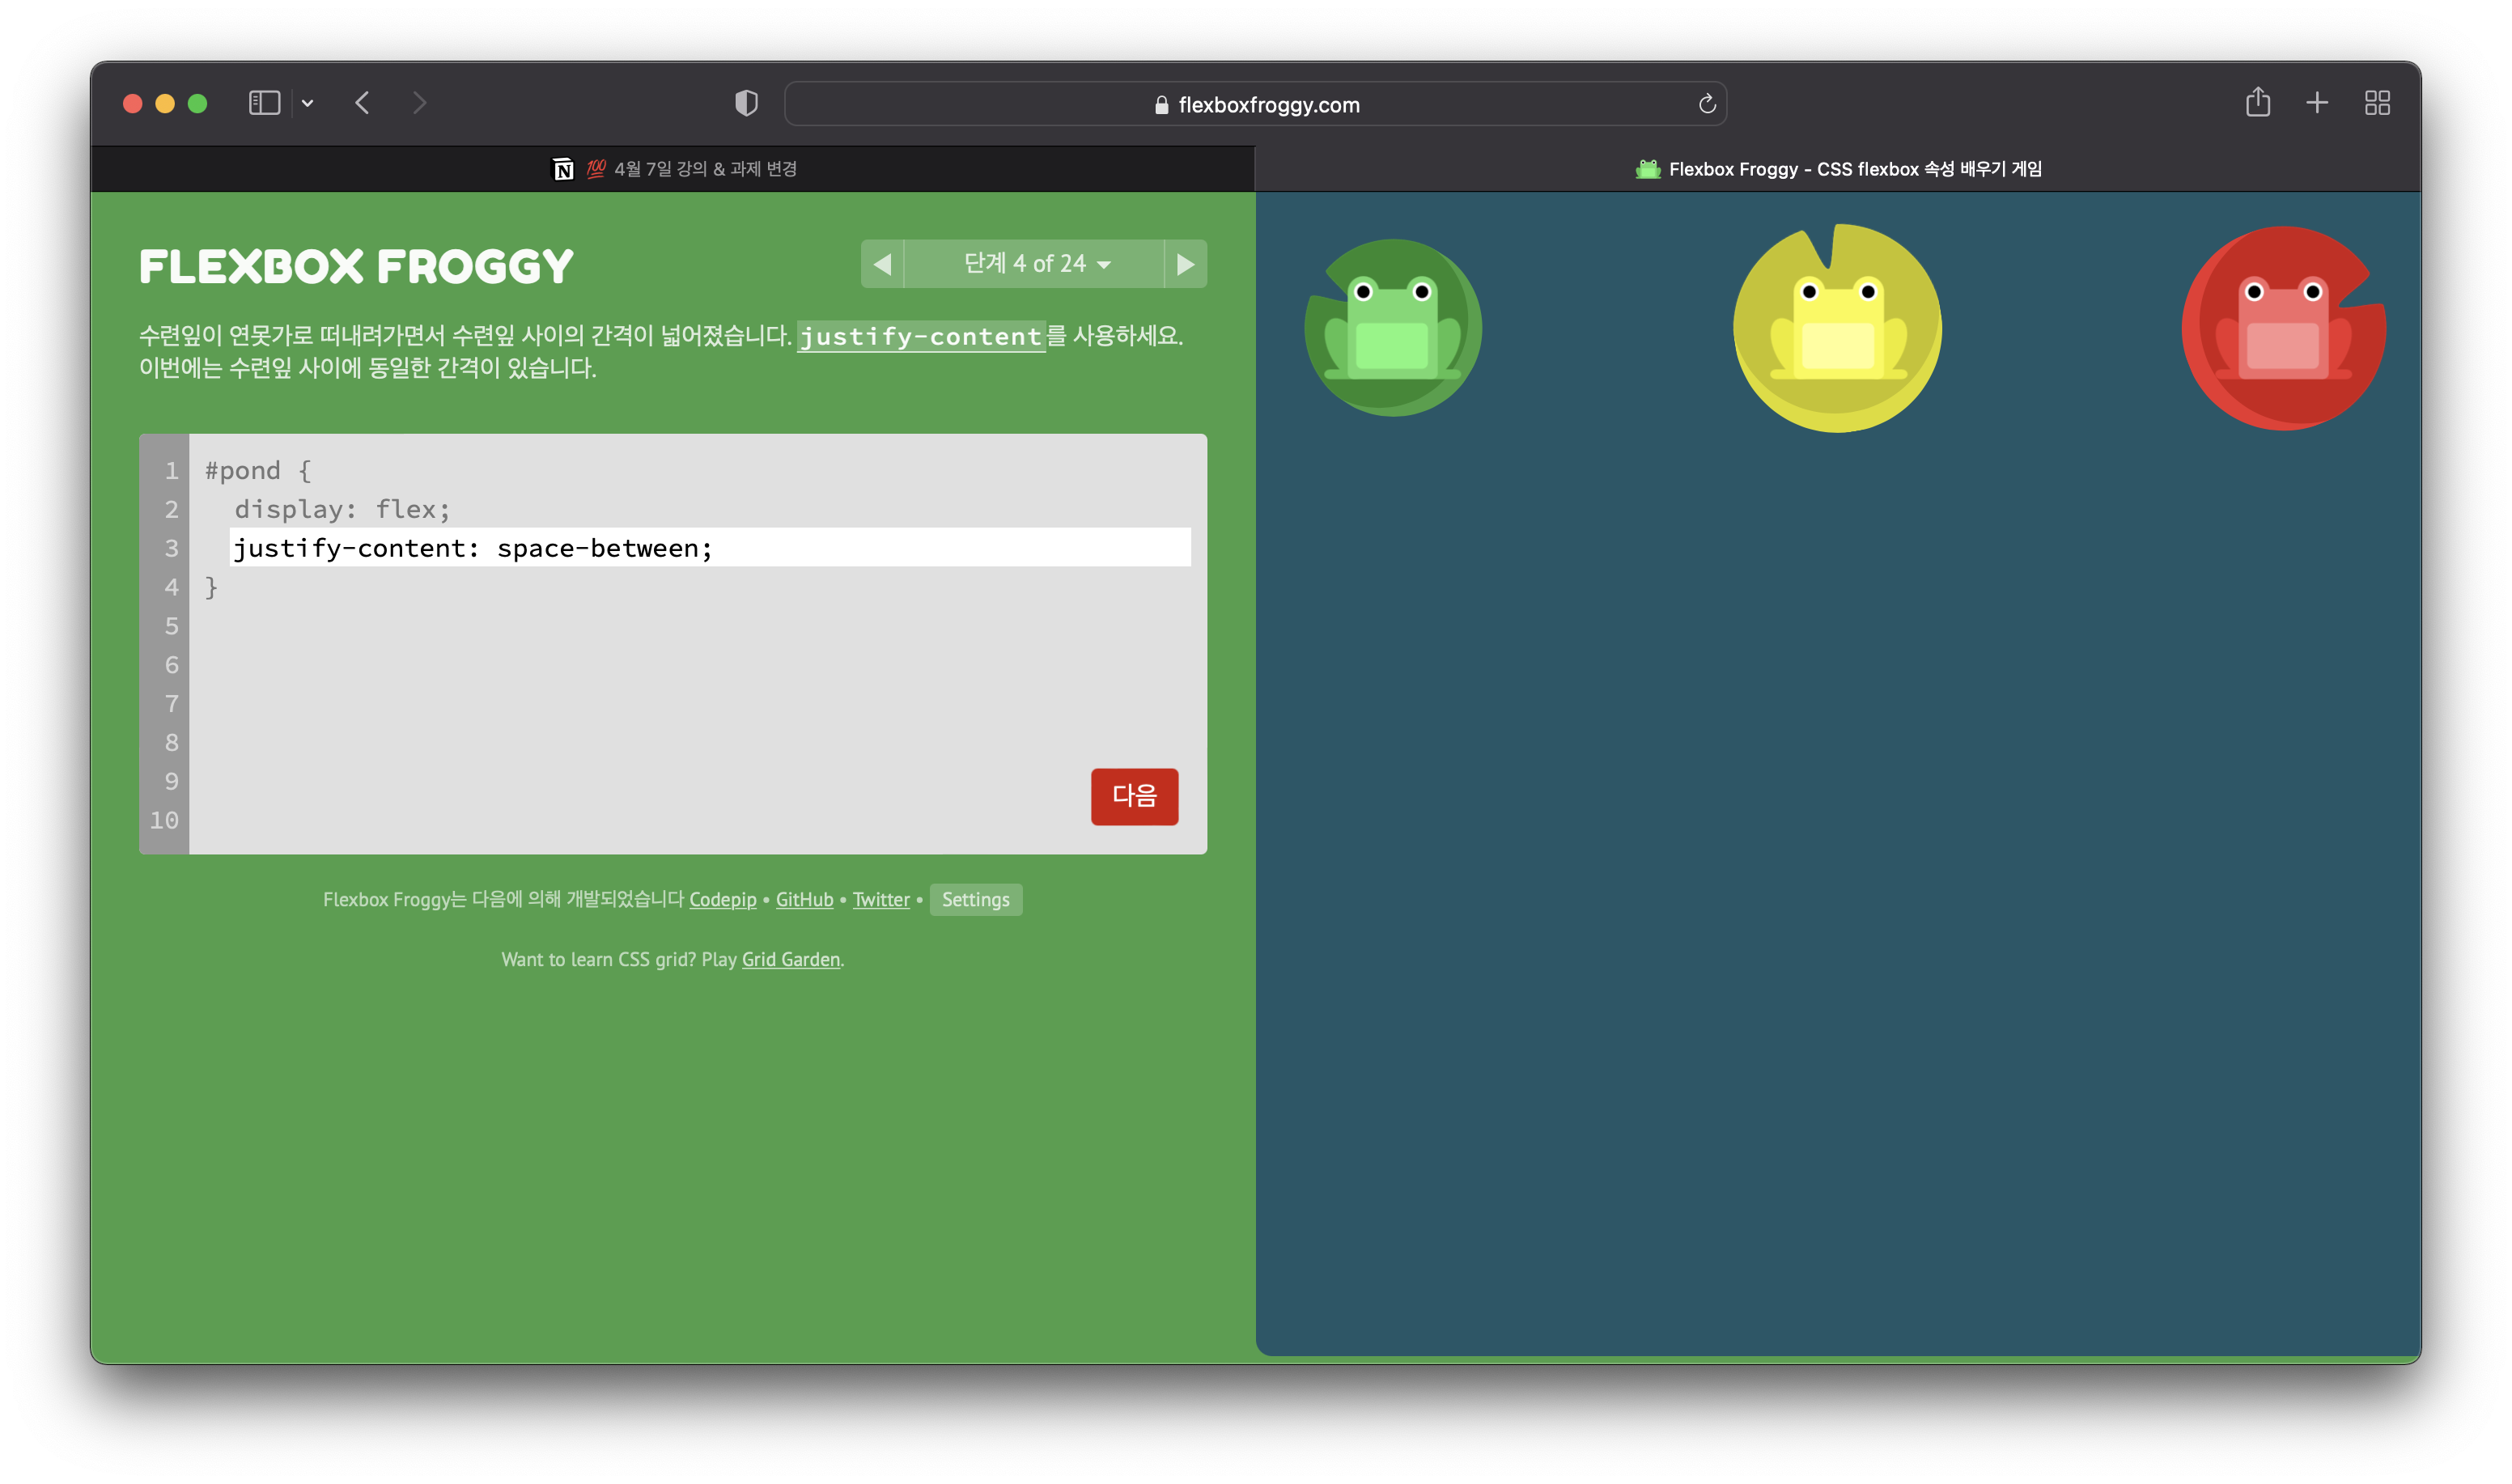 flexboxfroggy.com
💯 4월 7일 강의 & 과제 변경
Flexbox Froggy - CSS flexbox 속성 배우기 게임
FLEXBOX FROGGY
단계 4 of 24
수련잎이 연못가로 떠내려가면서 수련잎 사이의 간격이 넓어졌습니다. justify-content를 사용하세요.
이번에는 수련잎 사이에 동일한 간격이 있습니다.
1 #pond {
2 display: flex;
3 justify-content: space-between;
4 }
5
6
7
8
9
10
다음
Flexbox Froggy는 다음에 의해 개발되었습니다 Codepip • GitHub • Twitter • Settings
Want to learn CSS grid? Play Grid Garden.